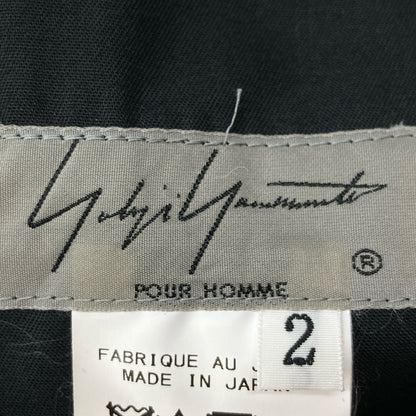 Yohji Yamamoto ®
POUR HOMME
2
FABRIQUE AU J
MADE IN JAPAN